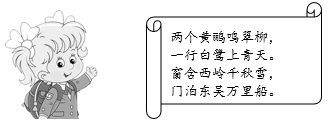 两个黄鹂鸣翠柳，
一行白鹭上青天。
窗含西岭千秋雪，
门泊东吴万里船。